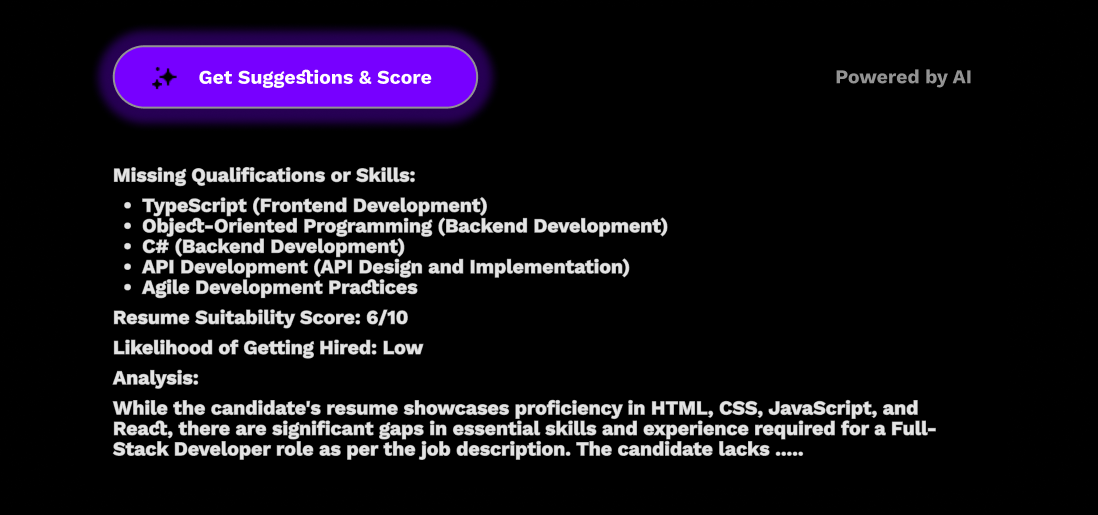 Get Suggestions & Score
Powered by AI
Missing Qualifications or Skills:
• TypeScript (Frontend Development)
• Object-Oriented Programming (Backend Development)
• C# (Backend Development)
• API Development (API Design and Implementation)
• Agile Development Practices
Resume Suitability Score: 6/10
Likelihood of Getting Hired: Low
Analysis:
While the candidate's resume showcases proficiency in HTML, CSS, JavaScript, and
React, there are significant gaps in essential skills and experience required for a Full-
Stack Developer role as per the job description. The candidate lacks .....